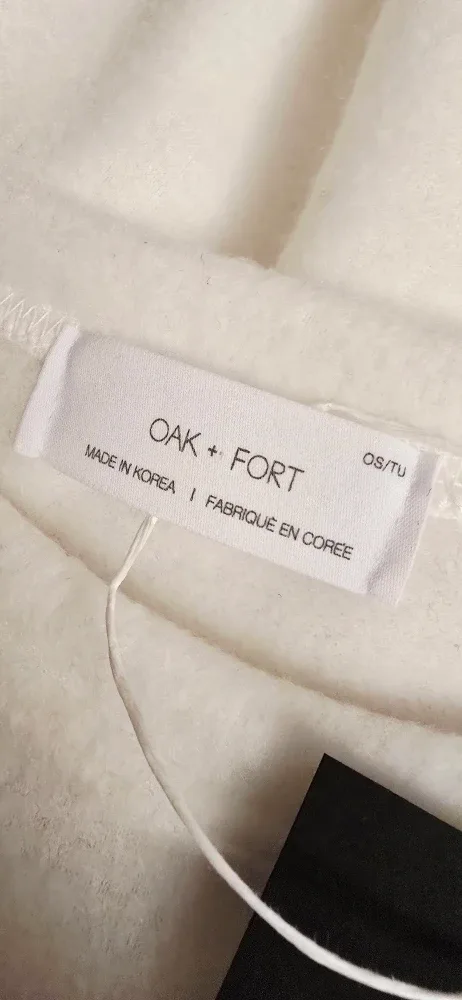 OAK + FORT
OS/TU
MADE IN KOREA | FABRIQUÉ EN CORÉE